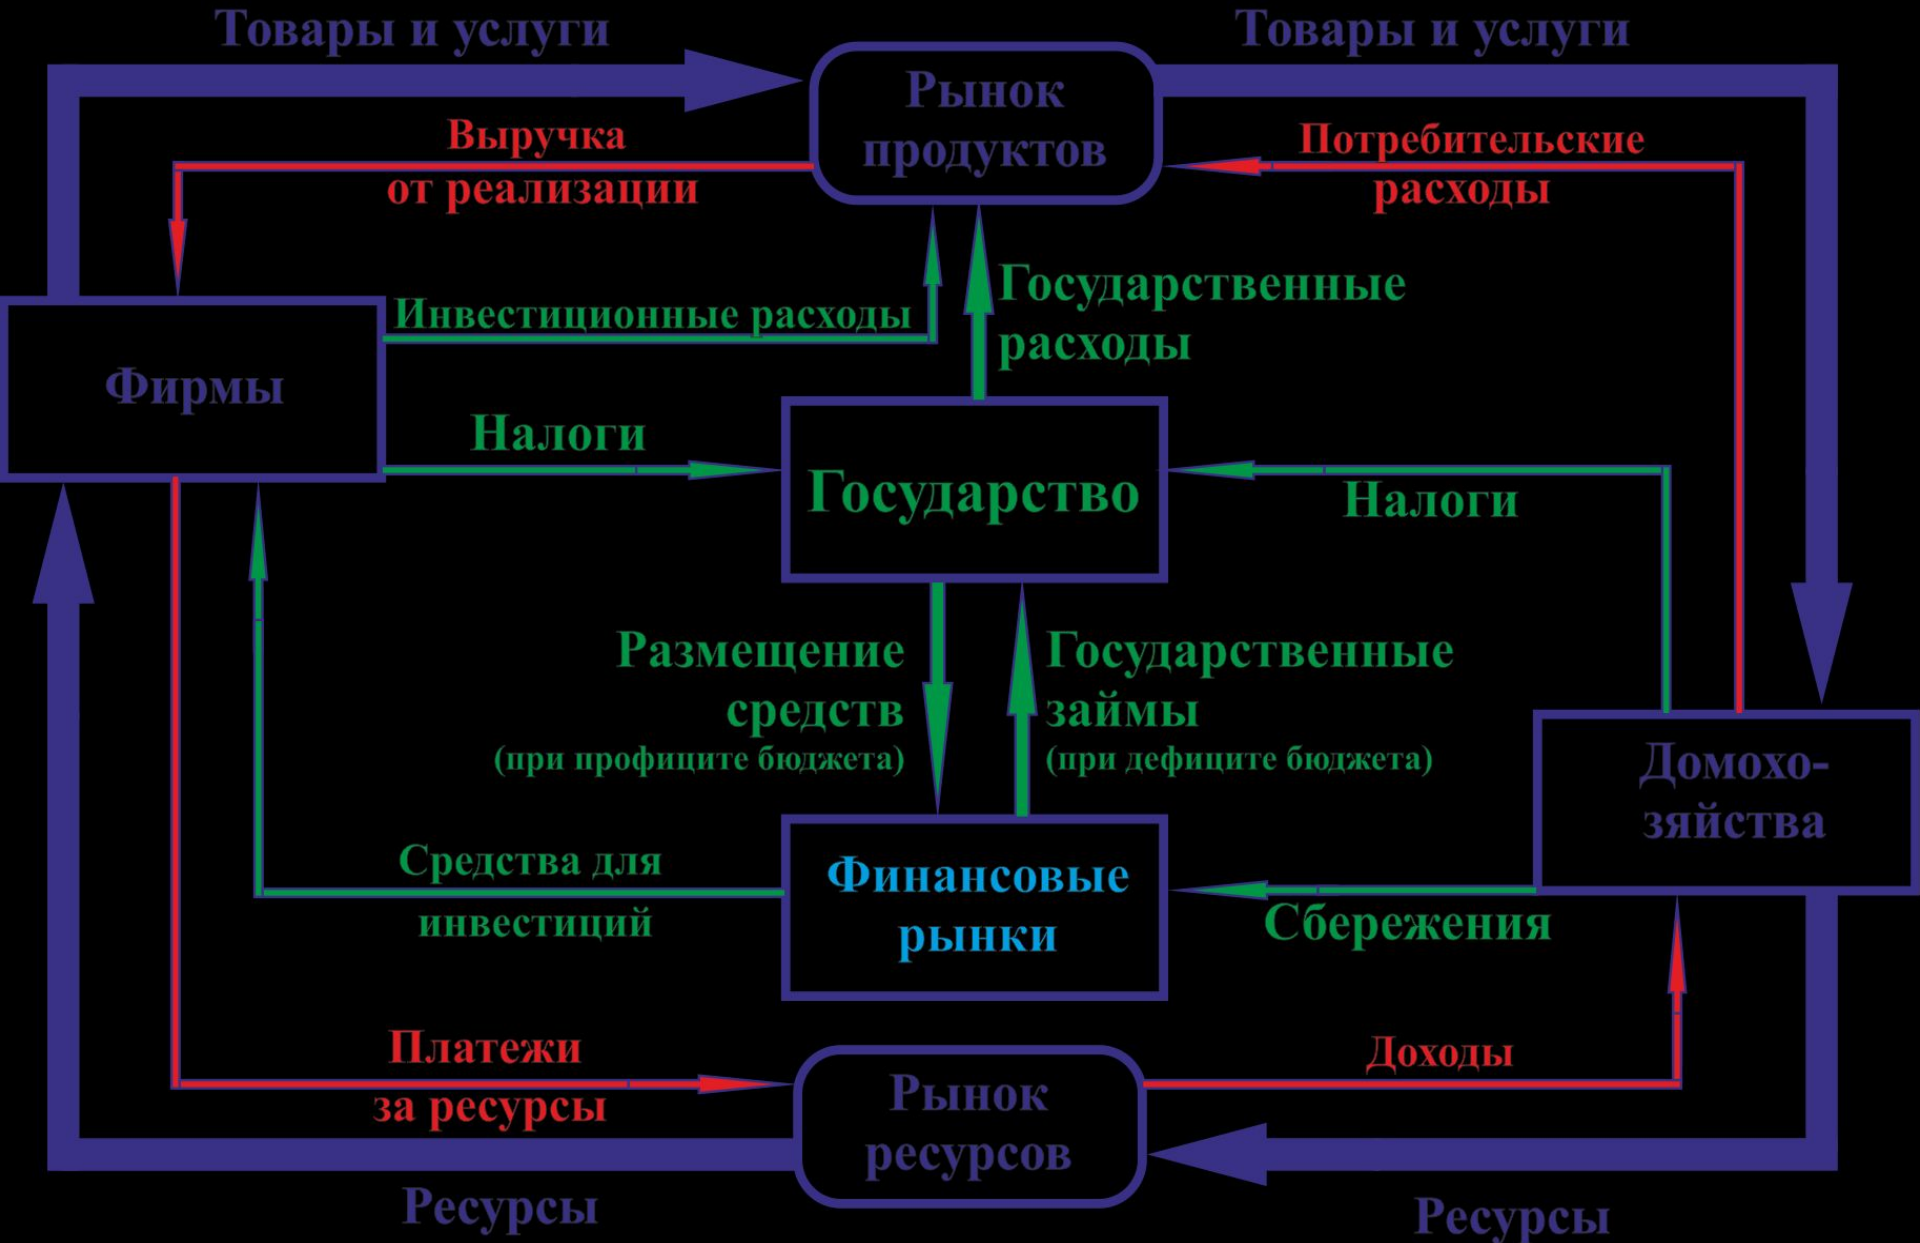 Товары и услуги
Товары и услуги
Рынок
продуктов
Выручка
от реализации
Потребительские
расходы
Инвестиционные расходы
Государственные
расходы
Фирмы
Налоги
Государство
Налоги
Размещение
средств
(при профиците бюджета)
Государственные
займы
(при дефиците бюджета)
Домохо-
зяйства
Средства для
инвестиций
Финансовые
рынки
Сбережения
Платежи
за ресурсы
Рынок
ресурсов
Доходы
Ресурсы
Ресурсы